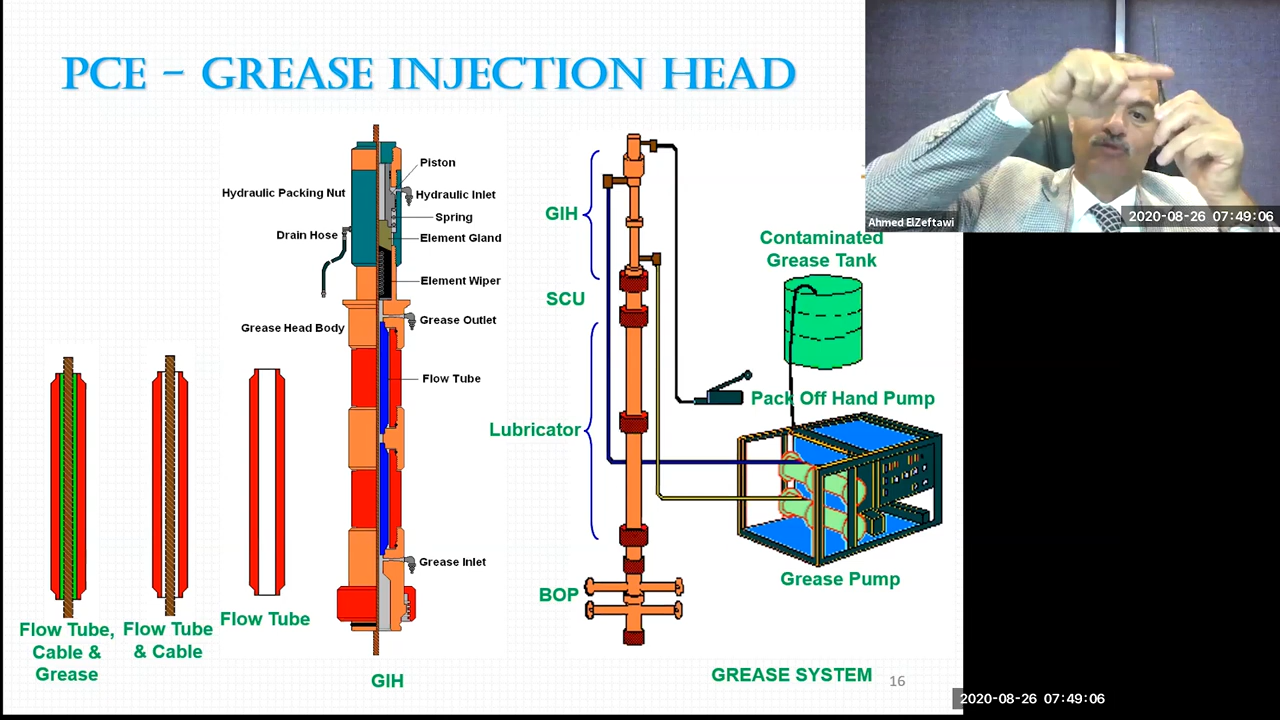 PCE – GREASE INJECTION HEAD
Piston
Hydraulic Packing Nut
Hydraulic Inlet
Spring
Drain Hose
Element Gland
Element Wiper
Grease Outlet
Grease Head Body
Flow Tube
Grease Inlet
GIH
Flow Tube,
Cable &
Grease
Flow Tube
& Cable
Flow Tube
GIH
SCU
Lubricator
BOP
Contaminated
Grease Tank
Pack Off Hand Pump
Grease Pump
GREASE SYSTEM
16
Ahmed ElZeftawi
2020-08-26 07:49:06
2020-08-26 07:49:06